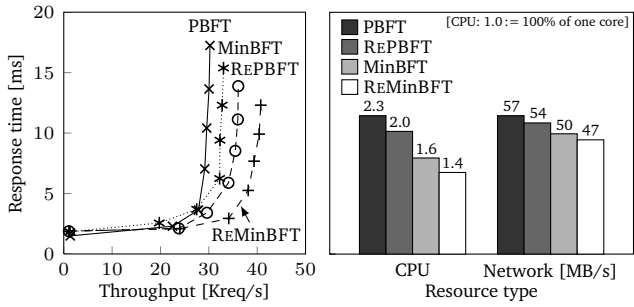 PBFT
MinBFT
REPBFT
REMinBFT
20
15
10
5
0
Response time [ms]
0 10 20 30 40 50
Throughput [Kreq/s]
[CPU: 1.0 := 100% of one core]
PBFT
REPBFT
MinBFT
REMinBFT
2.3 2.0 1.6 1.4
57 54 50 47
CPU Network [MB/s]
Resource type